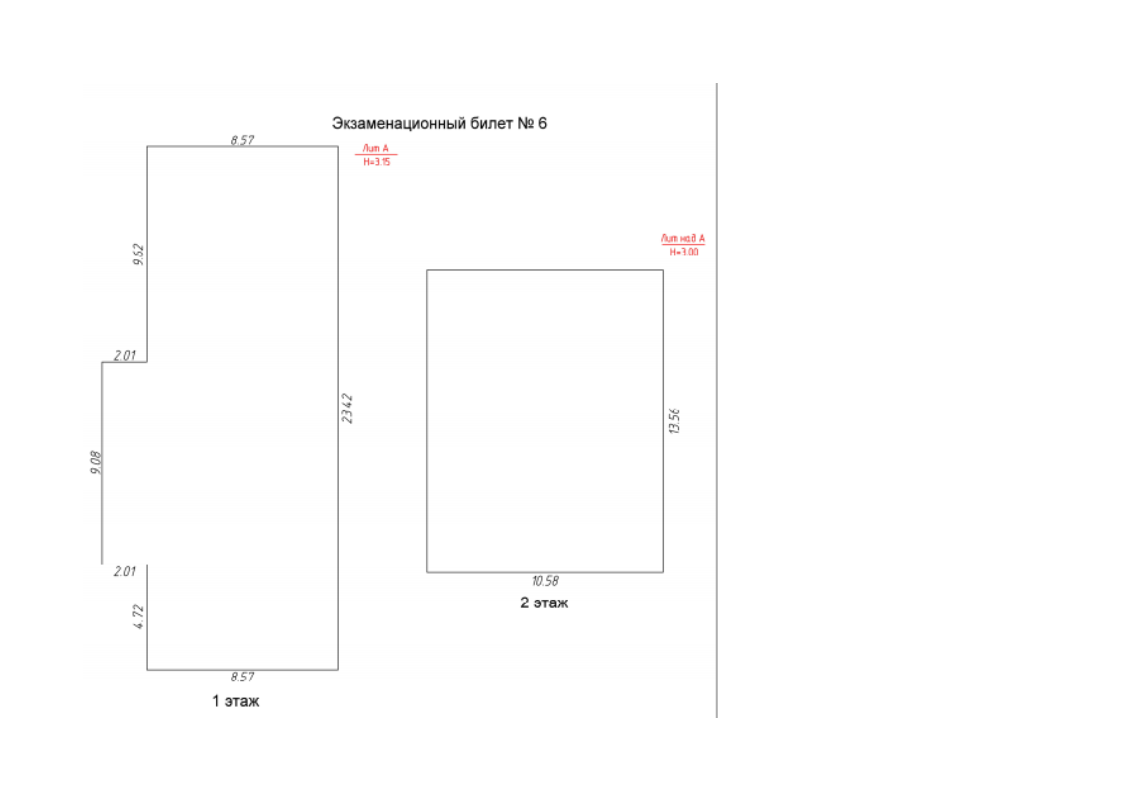 Экзаменационный билет № 6
8.57
Лит А
Н=3.15
9.62
Лит над А
Н=3.00
2.01
23.42
13.56
9.08
2.01
10.58
2 этаж
4.72
8.57
1 этаж